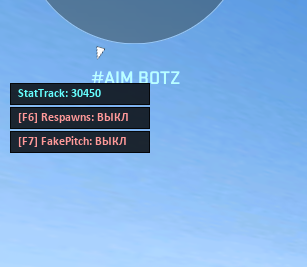 #AIM BOTZ
StatTrack: 30450
[F6] Respawns: ВЫКЛ
[F7] FakePitch: ВЫКЛ